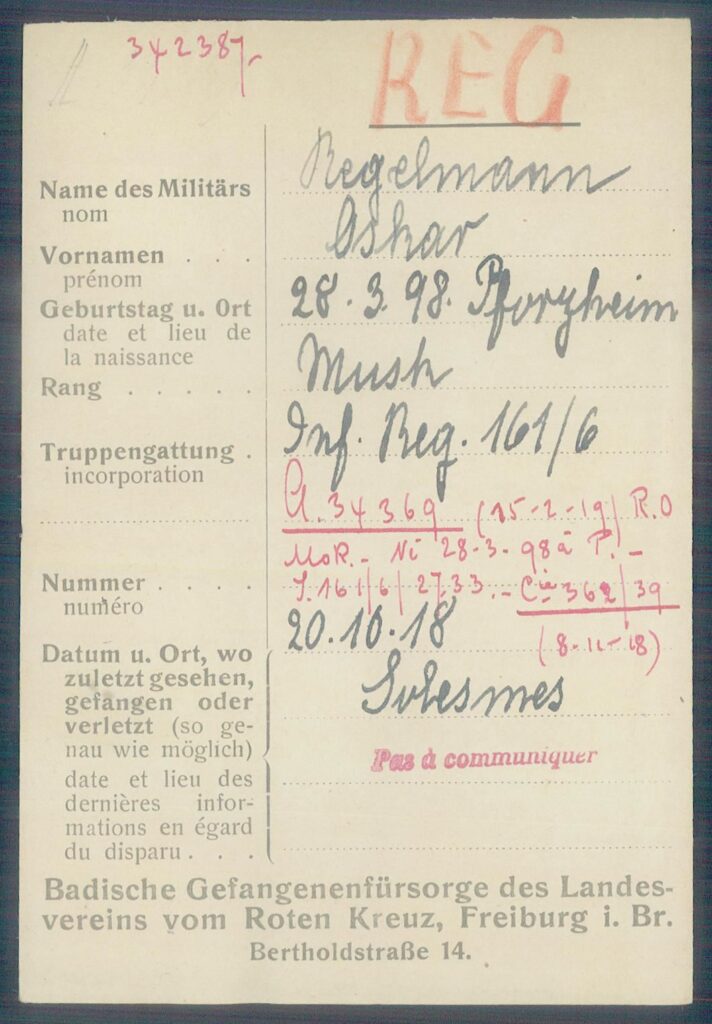 342387.-
REG
Name des Militärs Regelmann
nom
Vornamen . . . Oskar
prénom
Geburtstag u. Ort 28.3.98. Pforzheim
date et lieu de
la naissance
Rang . . . . . Musk
Truppengattung . Inf. Reg. 161/6
incorporation
A. 34369 (15-2-19) R.O
MoR. - Né 28-3-98 à P. -
Nummer . . . . J. 161/6/ 2733. - Cie 362/39
numéro
20.10.18 (8-11-18)
Datum u. Ort, wo
zuletzt gesehen, Solesmes
gefangen oder
verletzt (so ge-
nau wie möglich) Pas à communiquer
date et lieu des
dernières infor-
mations en égard
du disparu . . .
Badische Gefangenenfürsorge des Landes-
vereins vom Roten Kreuz, Freiburg i. Br.
Bertholdstraße 14.